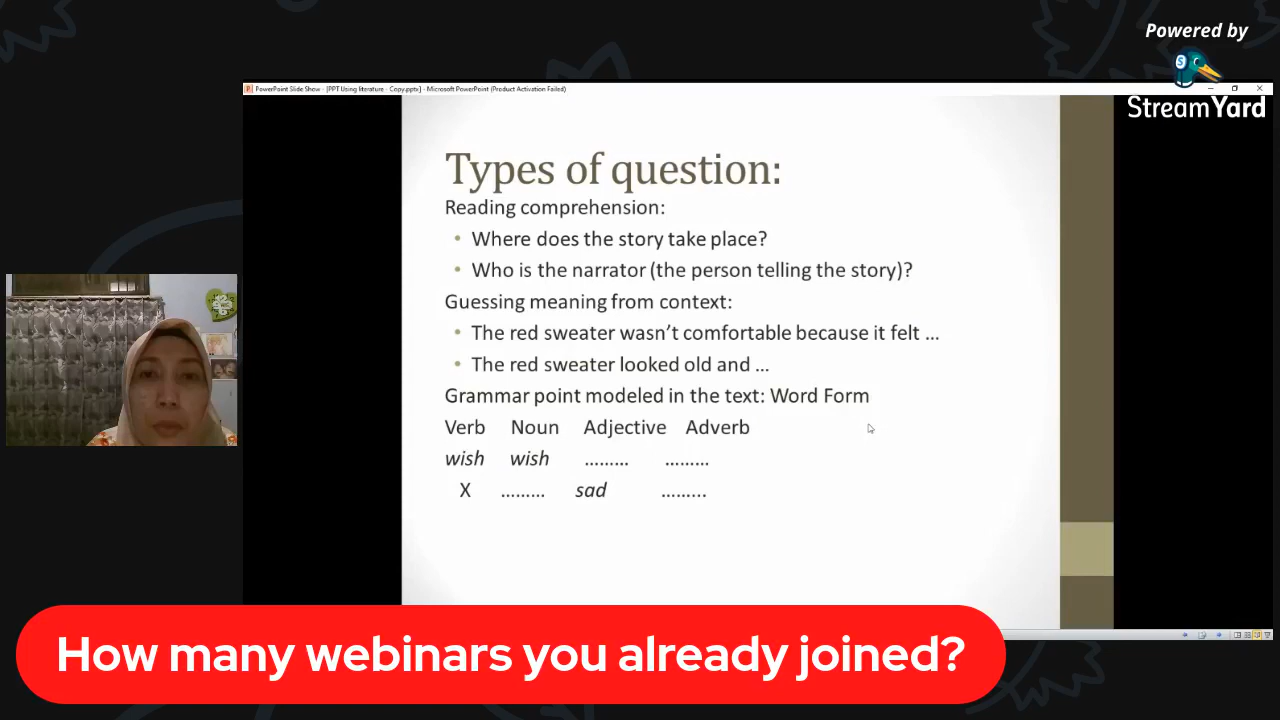 Powered by
StreamYard
PowerPoint Slide Show - [PPT Using literature - Copy.pptx] - Microsoft PowerPoint (Product Activation Failed)
Types of question:
Reading comprehension:
• Where does the story take place?
• Who is the narrator (the person telling the story)?
Guessing meaning from context:
• The red sweater wasn’t comfortable because it felt …
• The red sweater looked old and …
Grammar point modeled in the text: Word Form
Verb Noun Adjective Adverb
wish wish ……… ………
X ……… sad ………
How many webinars you already joined?